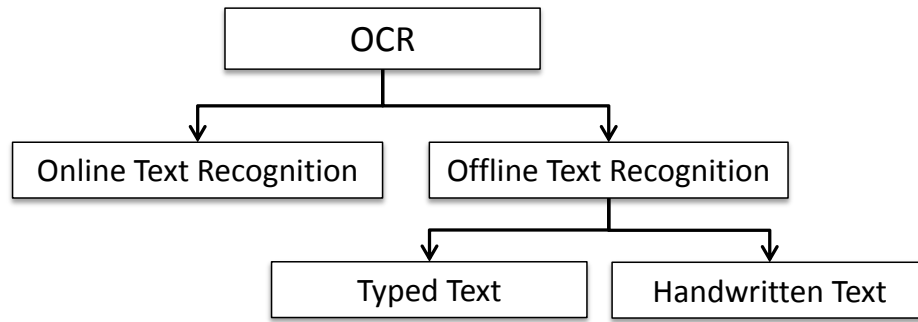 OCR
Online Text Recognition
Offline Text Recognition
Typed Text
Handwritten Text